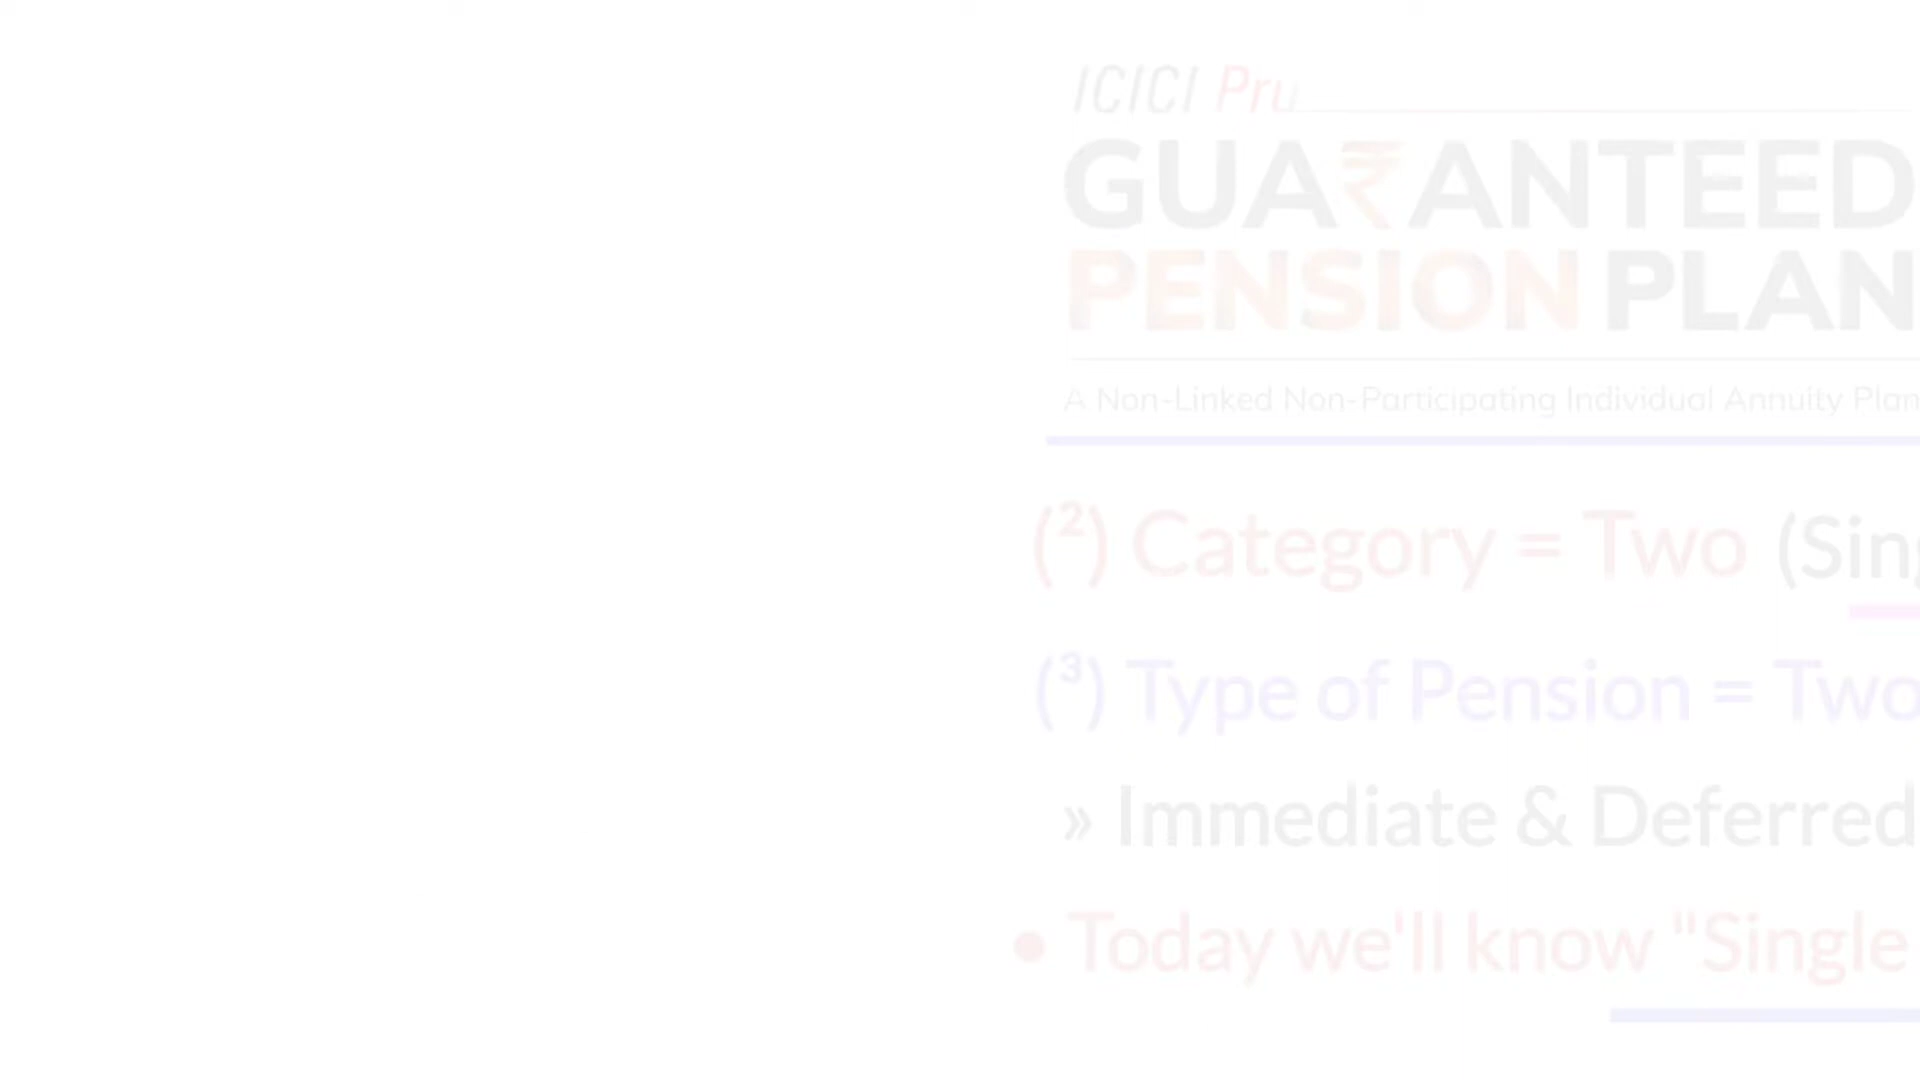 ICICI Pru
GUA₹ANTEED
PENSION PLAN
A Non-Linked Non-Participating Individual Annuity Plan
(²) Category = Two
(³) Type of Pension = Two
» Immediate & Deferred
• Today we'll know "Single